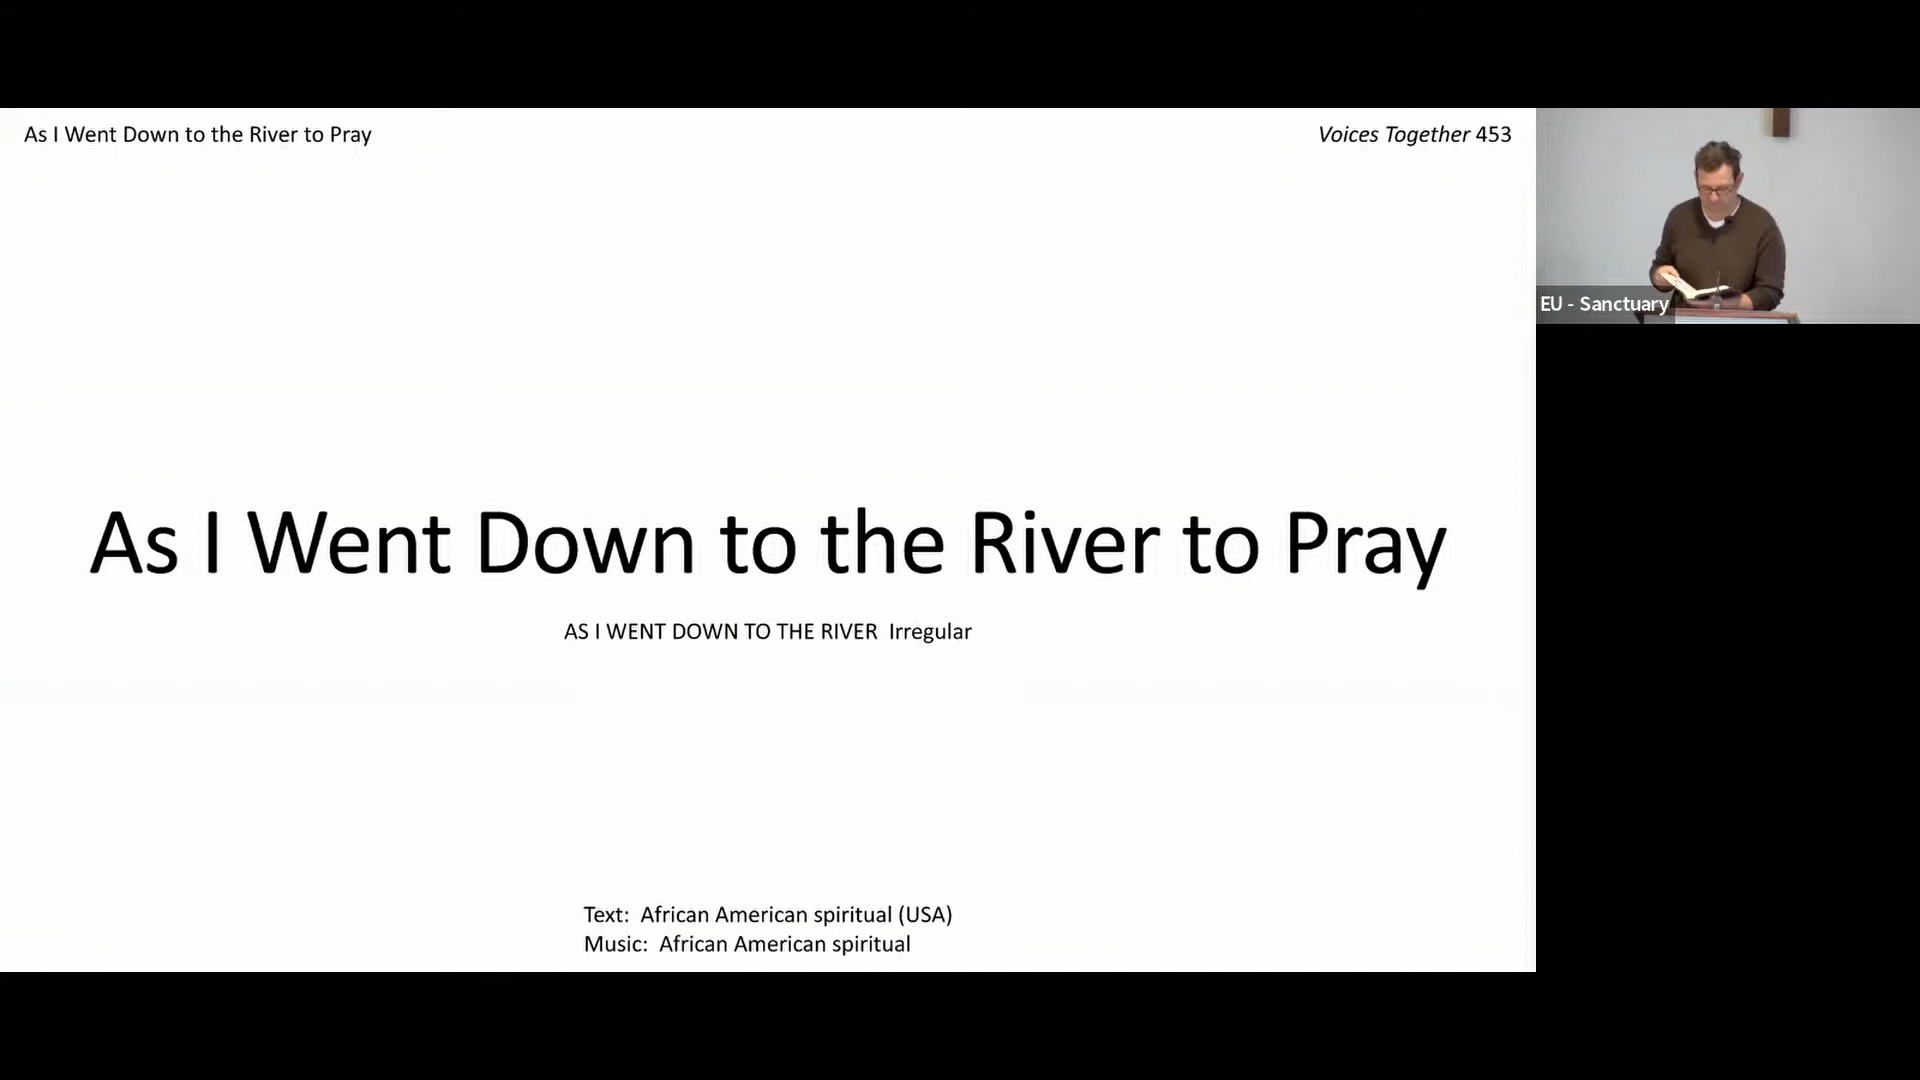 As I Went Down to the River to Pray
Voices Together 453
EU - Sanctuary
As I Went Down to the River to Pray
AS I WENT DOWN TO THE RIVER Irregular
Text: African American spiritual (USA)
Music: African American spiritual